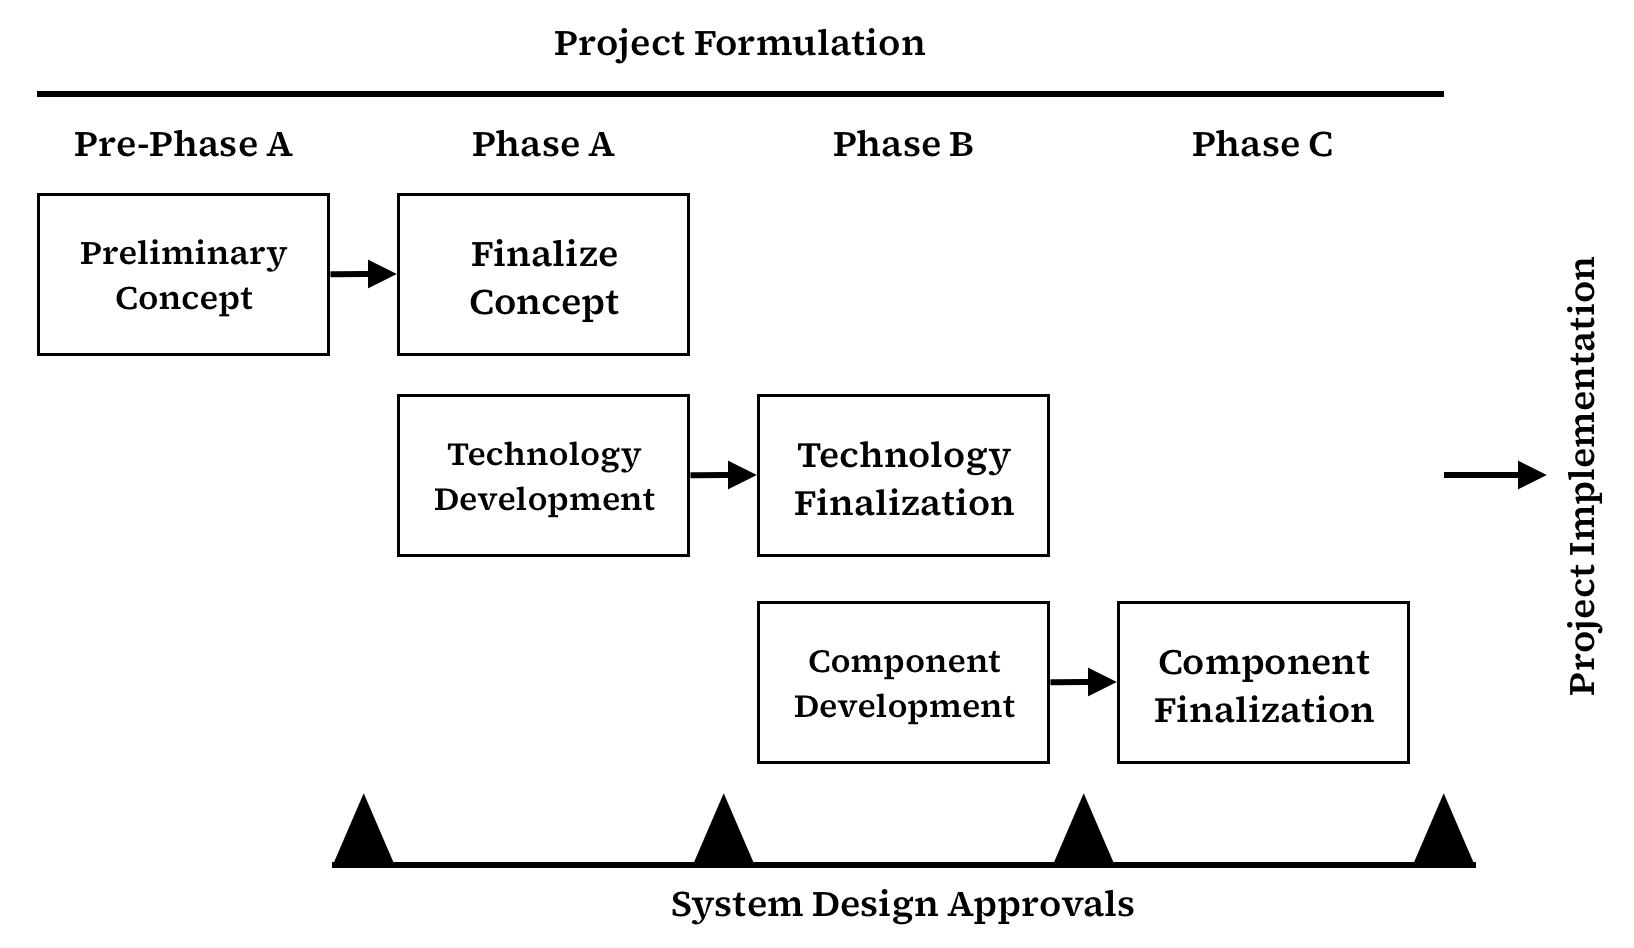 Project Formulation
Pre-Phase A
Phase A
Phase B
Phase C
Preliminary
Concept
Finalize
Concept
Technology
Development
Technology
Finalization
Component
Development
Component
Finalization
Project Implementation
System Design Approvals